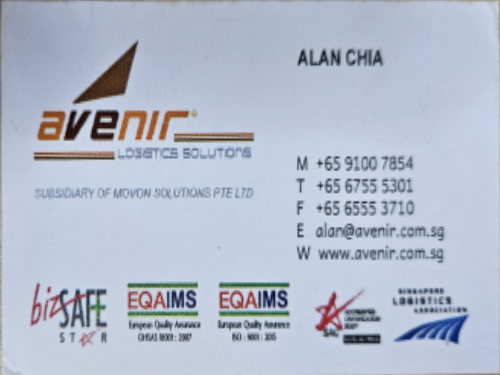 ALAN CHIA
avenir
LOGISTICS SOLUTIONS
SUBSIDIARY OF MOVON SOLUTIONS PTE LTD
M +65 9100 7854
T +65 6755 5301
F +65 6555 3710
E alan@avenir.com.sg
W www.avenir.com.sg
bizSAFE
STAR
EQAIMS
European Quality Assurance
OHSAS 18001 : 2007
EQAIMS
European Quality Assurance
ISO : 9001 : 2015
SAC
SINGAPORE
LOGISTICS
ASSOCIATION